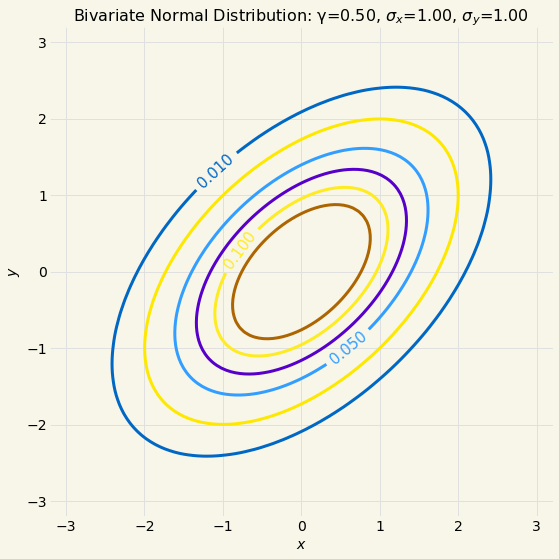 Bivariate Normal Distribution: γ=0.50, σx=1.00, σy=1.00
3
2
1
0
−1
−2
−3
y
0.010
0.100
0.050
−3 −2 −1 0 1 2 3
x